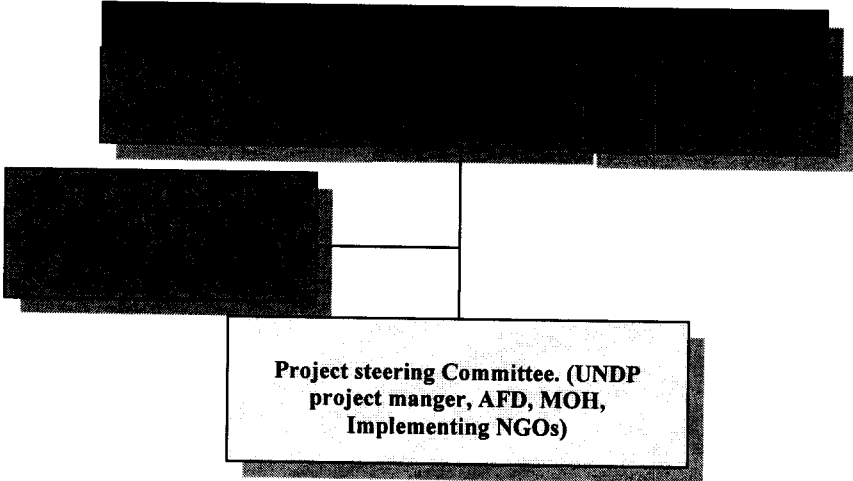 Project steering Committee. (UNDP
project manger, AFD, MOH,
Implementing NGOs)